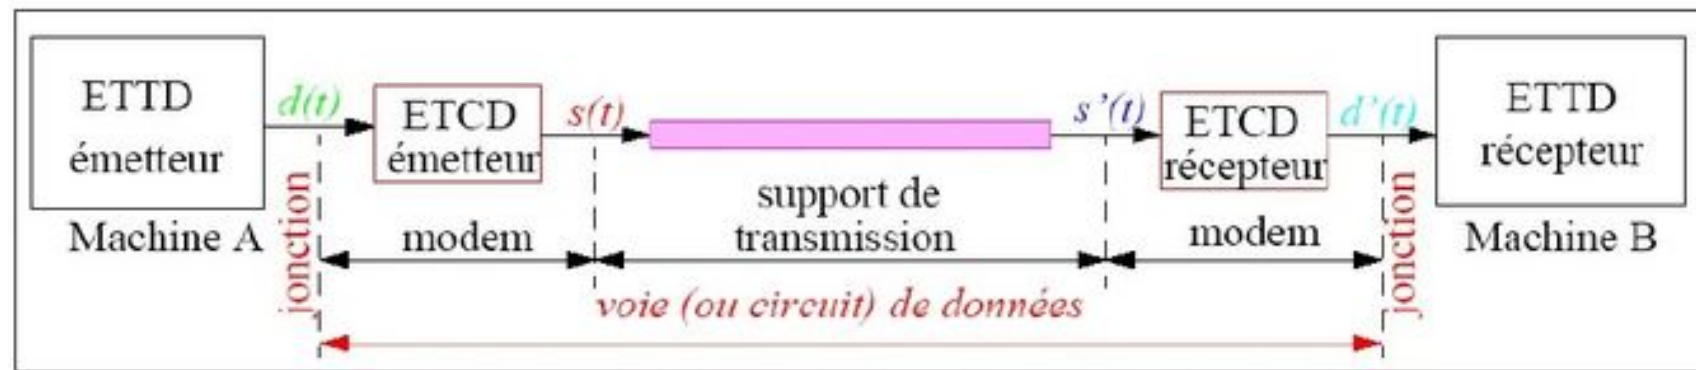 ETTD
émetteur
Machine A
jonction
d(t)
ETCD
émetteur
modem
s(t)
support de
transmission
s'(t)
ETCD
récepteur
modem
d'(t)
jonction
ETTD
récepteur
Machine B
voie (ou circuit) de données